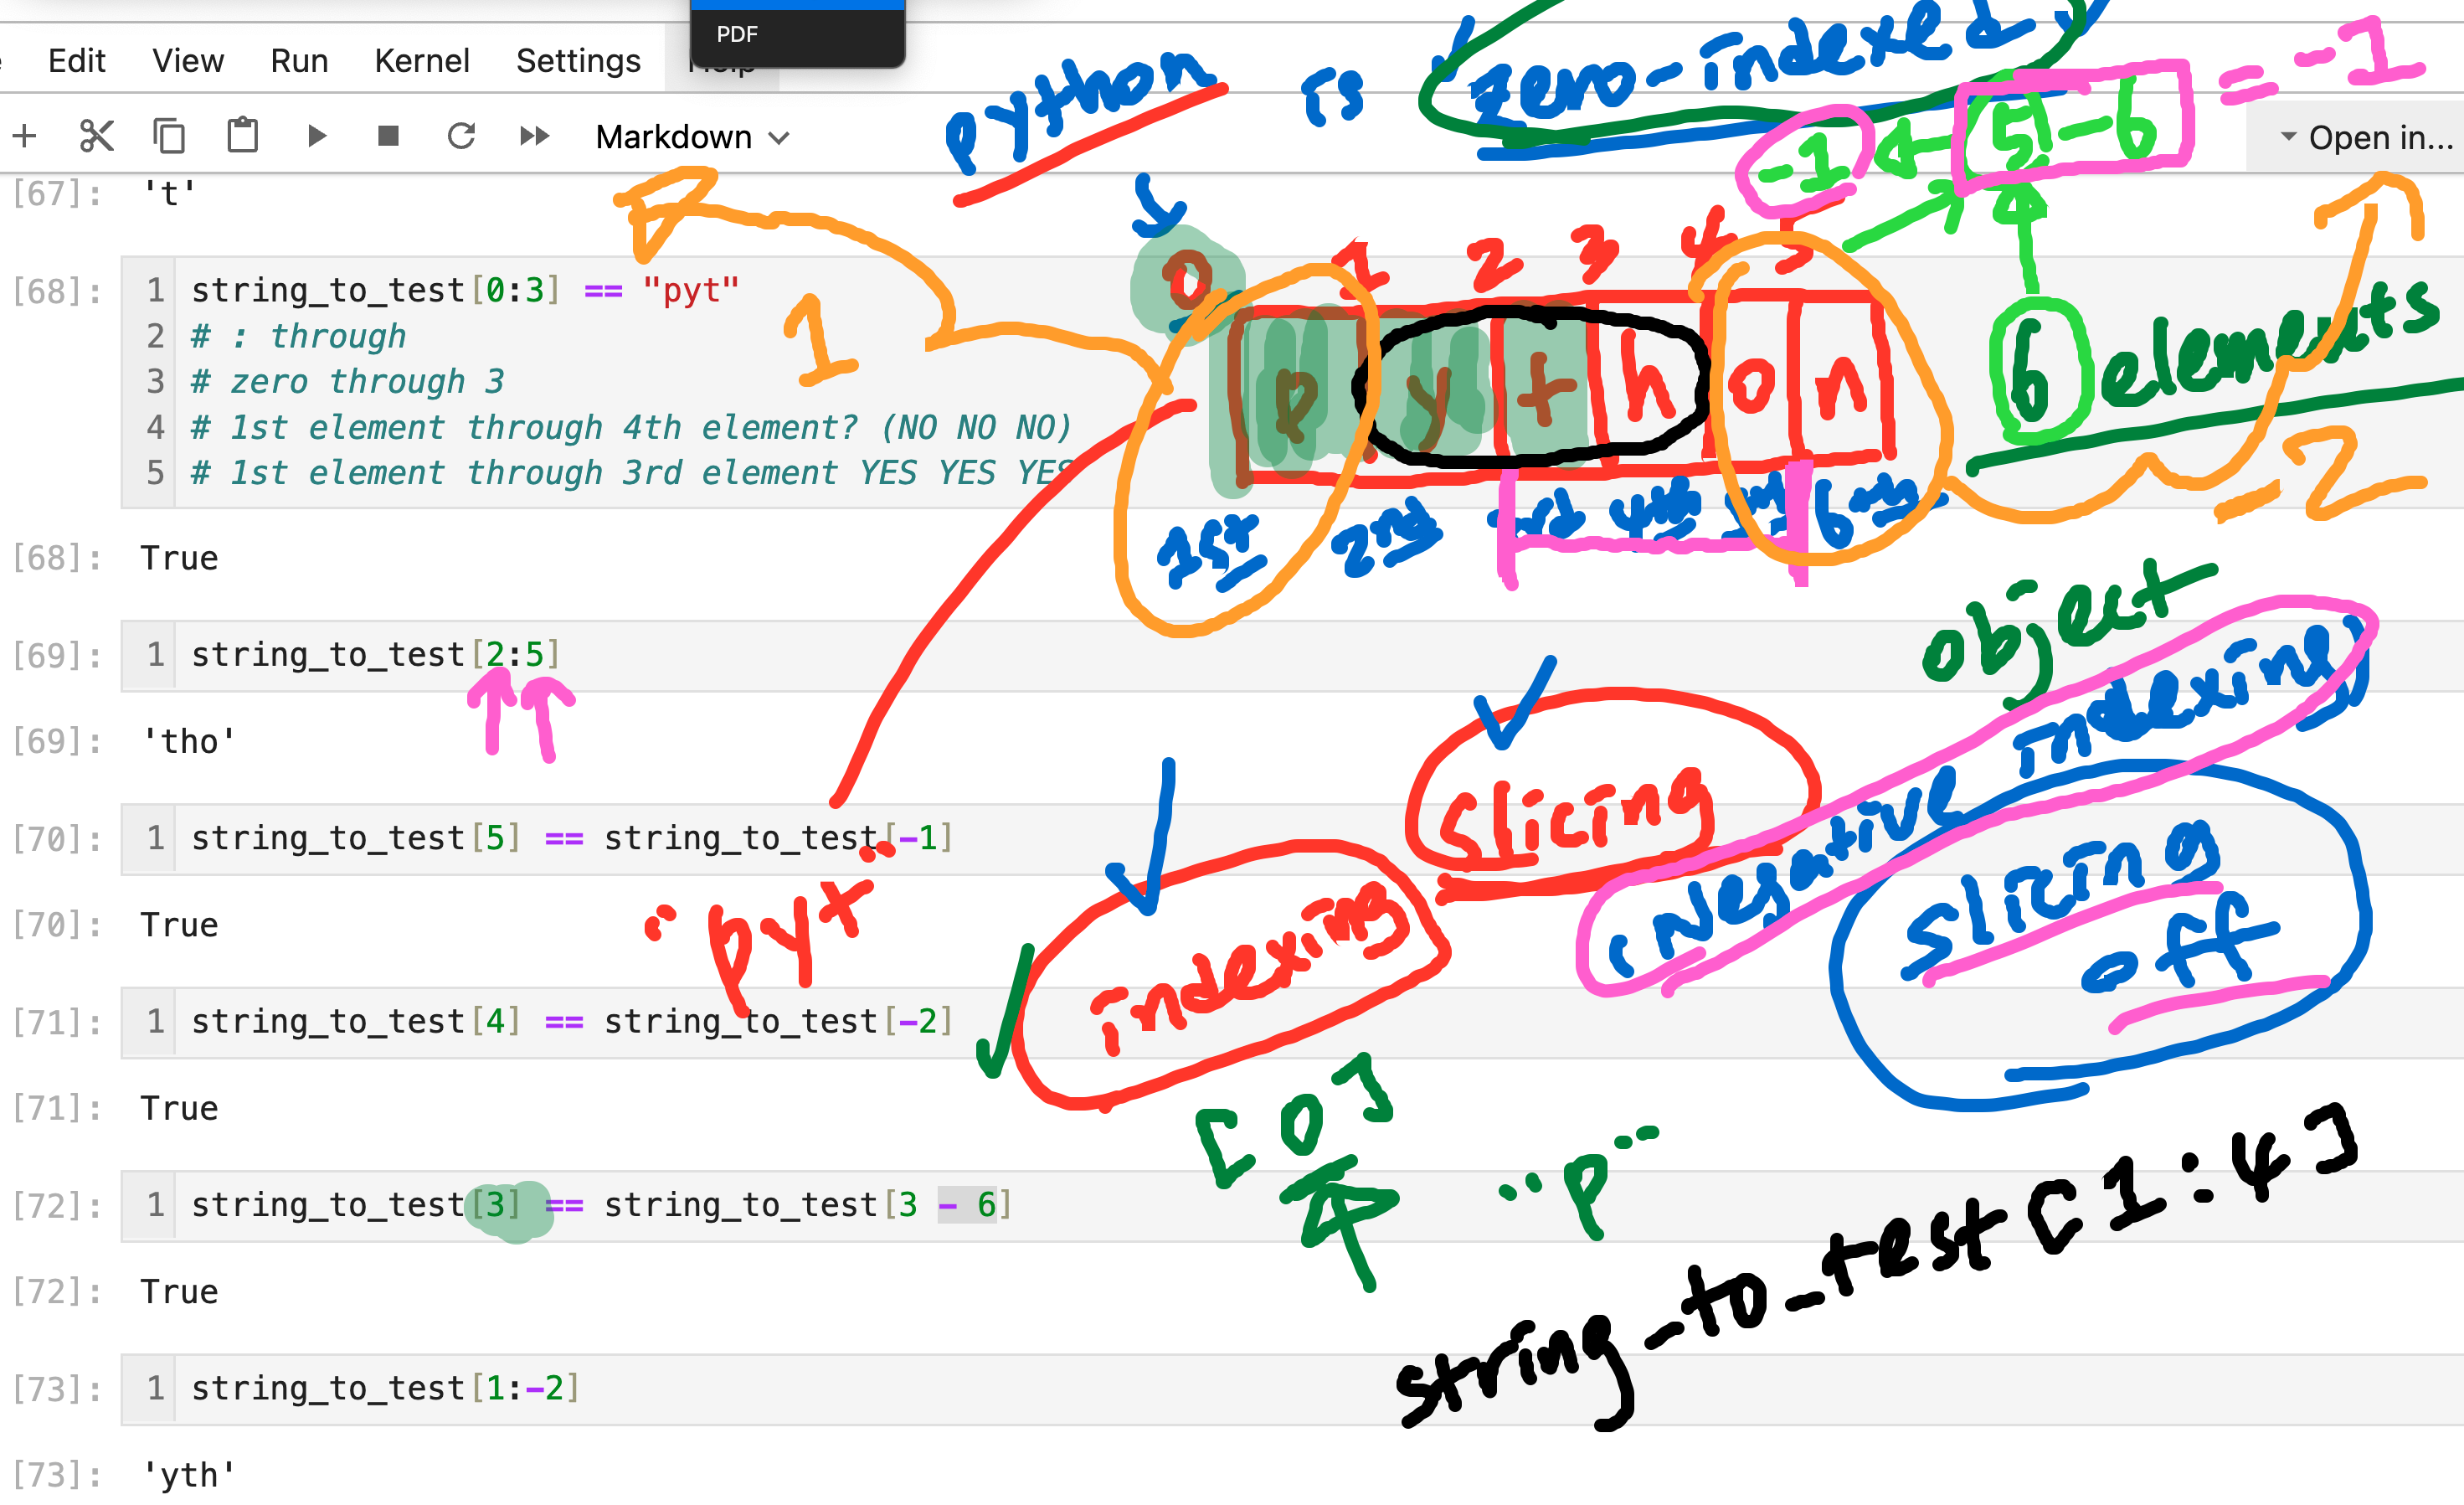 PDF
python is zero-indexed
= -1
Edit View Run Kernel Settings Help
-1 ← 5 - 6
Markdown
Open in...
[67]: 't'
0 1 2 3 4 5
[68]: 1 string_to_test[0:3] == "pyt"
2 # : through
3 # zero through 3
4 # 1st element through 4th element? (NO NO NO)
5 # 1st element through 3rd element YES YES YES
1
p y t h o n
6 elements
-2
1st 2nd 3rd 4th 5th 6th
[68]: True
[69]: 1 string_to_test[2:5]
[69]: 'tho'
object
[70]: 1 string_to_test[5] == string_to_test[-1]
[70]: True
"pyt"
slicing
indexing
(Negative indexing)
slicing
off
[71]: 1 string_to_test[4] == string_to_test[-2]
[71]: True
[0]
"p"
[72]: 1 string_to_test[3] == string_to_test[3 - 6]
[72]: True
string_to_test[1:4]
[73]: 1 string_to_test[1:-2]
[73]: 'yth'